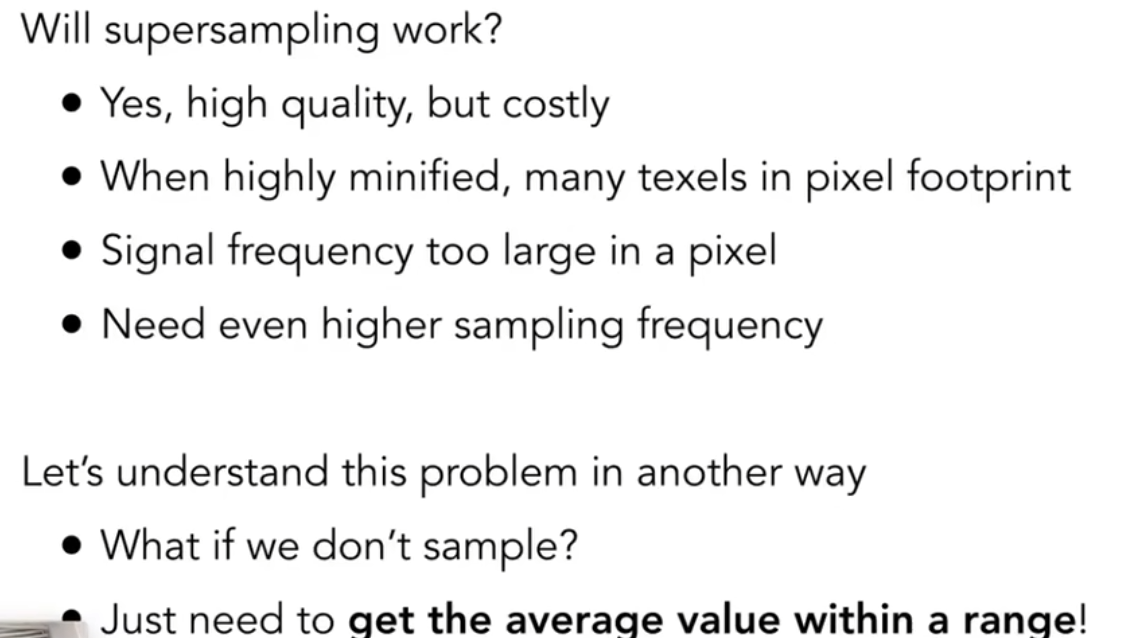 Will supersampling work?
● Yes, high quality, but costly
● When highly minified, many texels in pixel footprint
● Signal frequency too large in a pixel
● Need even higher sampling frequency
Let’s understand this problem in another way
● What if we don’t sample?
● Just need to get the average value within a range!